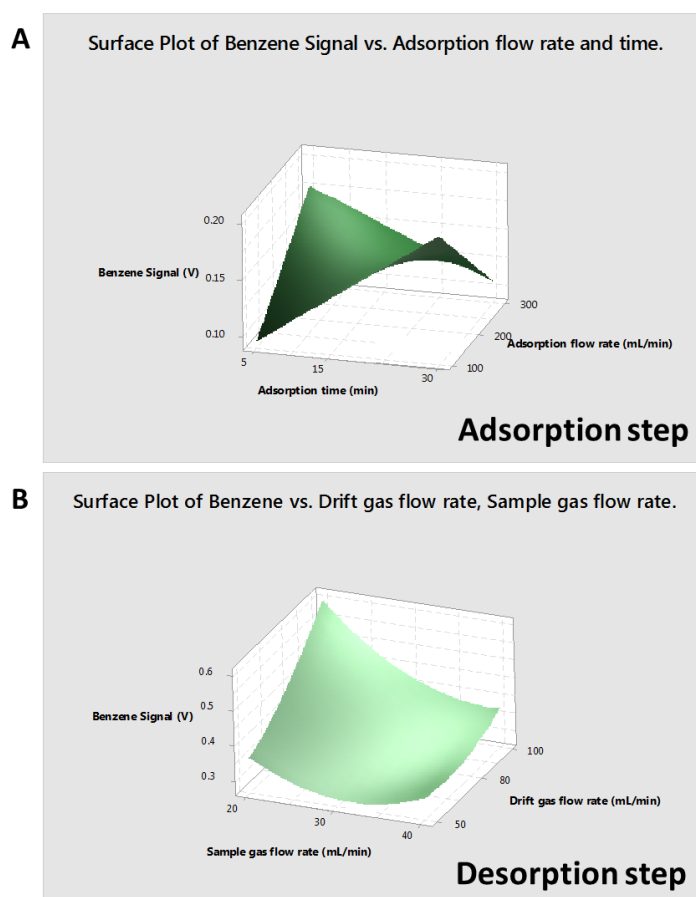 A
Surface Plot of Benzene Signal vs. Adsorption flow rate and time.
0.20
Benzene Signal (V)
0.15
0.10
5
15
30
Adsorption time (min)
300
200
100
Adsorption flow rate (mL/min)
Adsorption step
B
Surface Plot of Benzene vs. Drift gas flow rate, Sample gas flow rate.
0.6
Benzene Signal (V)
0.5
0.4
0.3
20
30
40
Sample gas flow rate (mL/min)
100
80
50
Drift gas flow rate (mL/min)
Desorption step